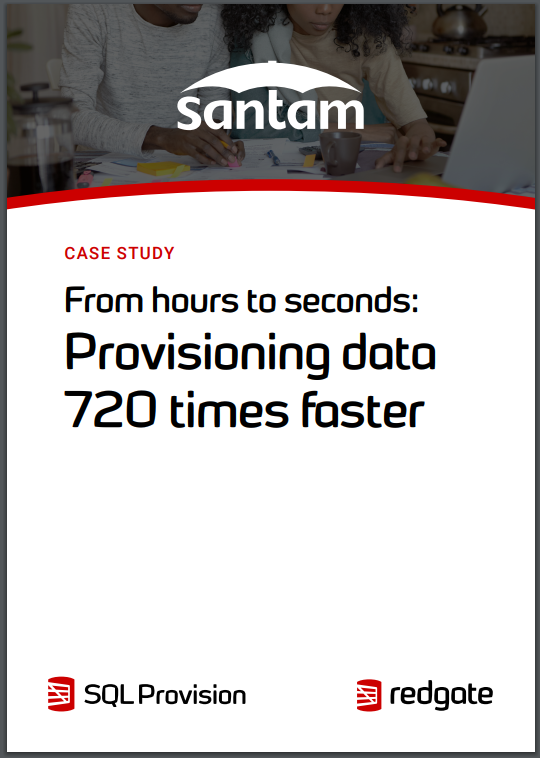 santam
CASE STUDY
From hours to seconds:
Provisioning data
720 times faster
SQL Provision
redgate